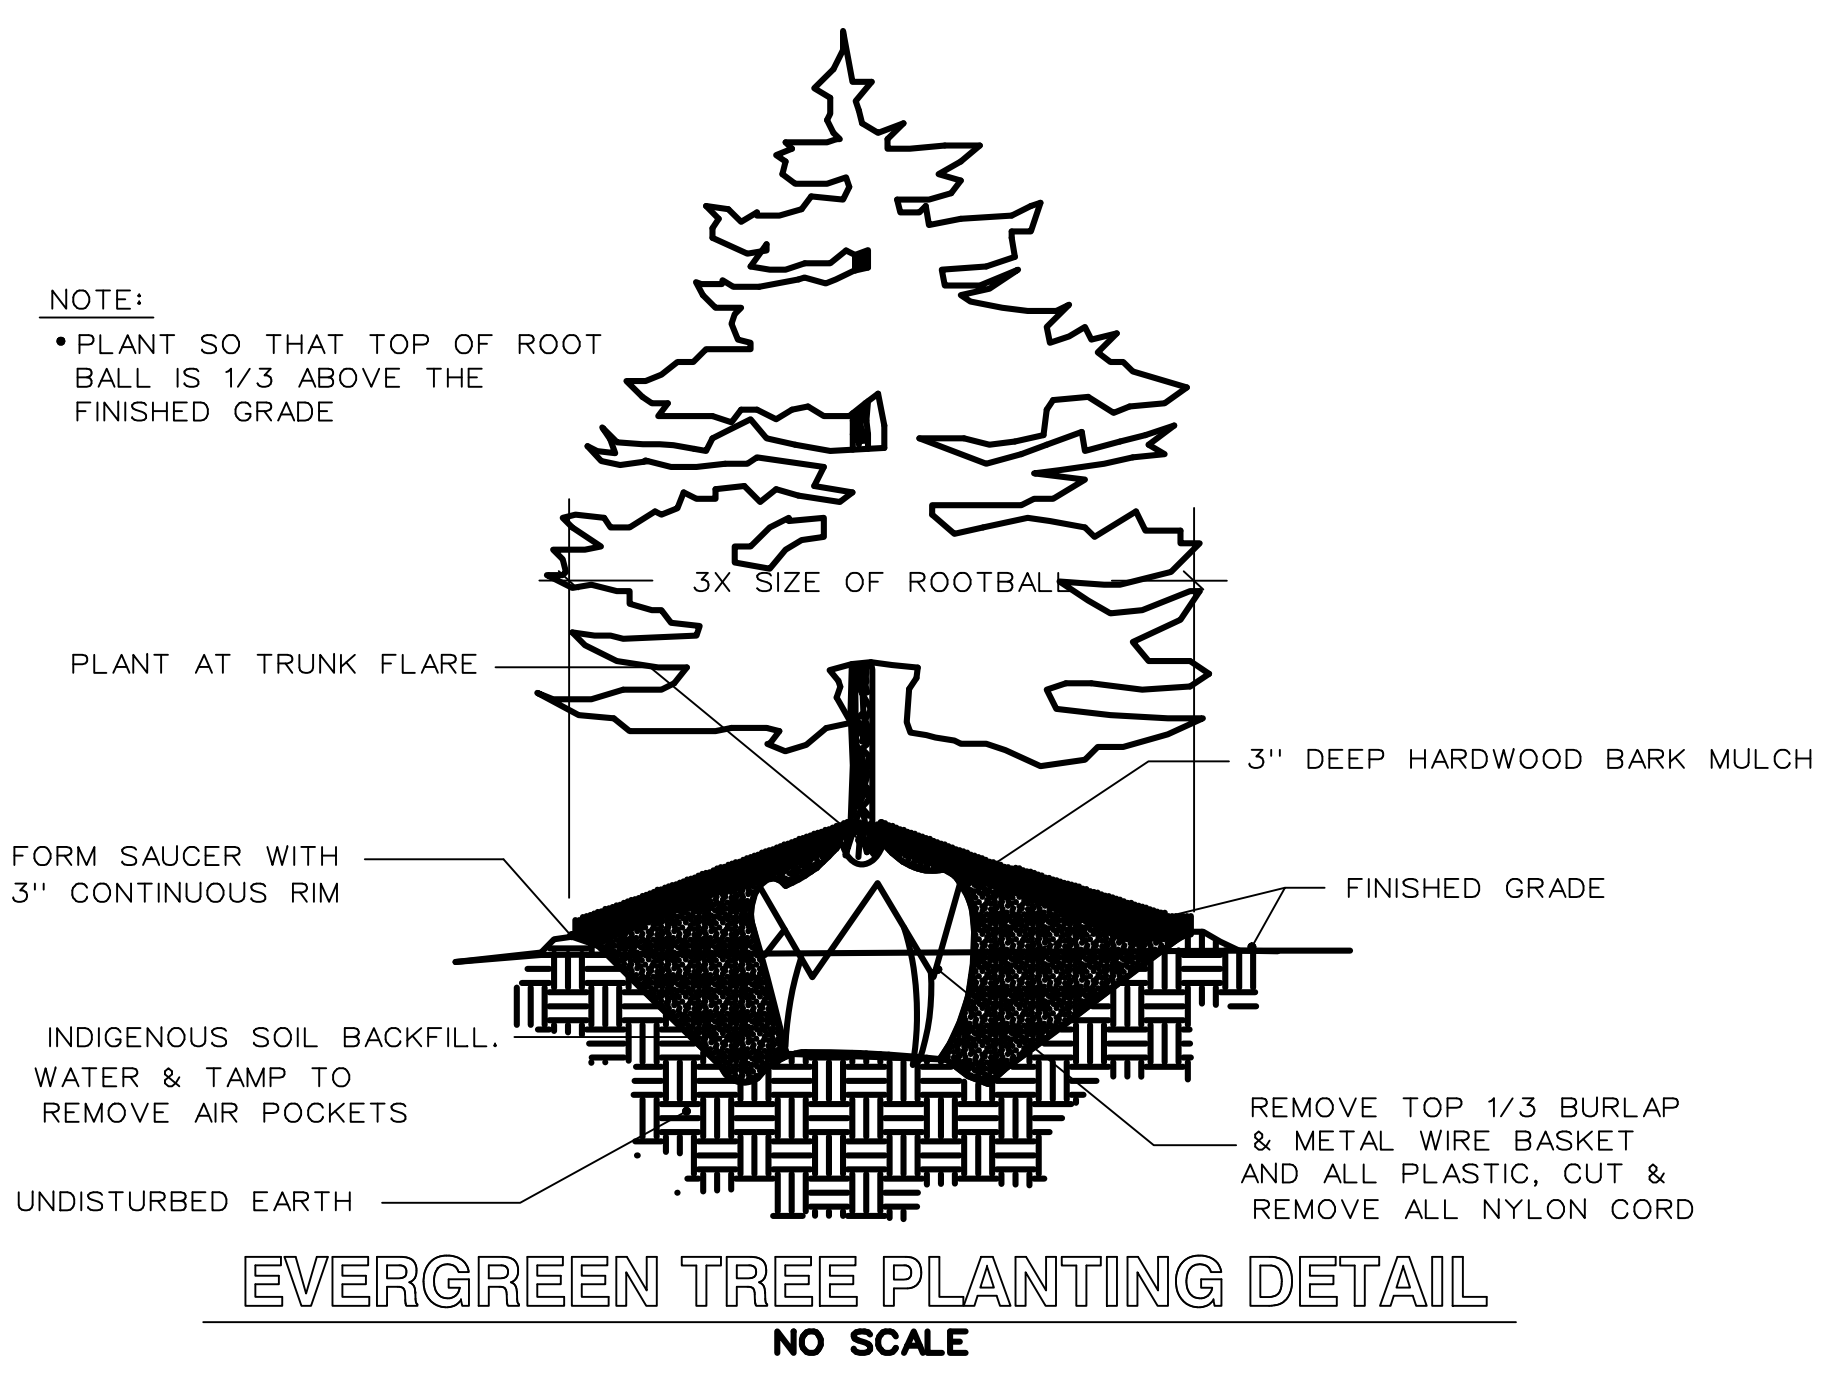 NOTE:
• PLANT SO THAT TOP OF ROOT
BALL IS 1/3 ABOVE THE
FINISHED GRADE
3X SIZE OF ROOTBALL
PLANT AT TRUNK FLARE
3'' DEEP HARDWOOD BARK MULCH
FORM SAUCER WITH
3'' CONTINUOUS RIM
FINISHED GRADE
INDIGENOUS SOIL BACKFILL.
WATER & TAMP TO
REMOVE AIR POCKETS
REMOVE TOP 1/3 BURLAP
& METAL WIRE BASKET
AND ALL PLASTIC, CUT &
REMOVE ALL NYLON CORD
UNDISTURBED EARTH
EVERGREEN TREE PLANTING DETAIL
NO SCALE